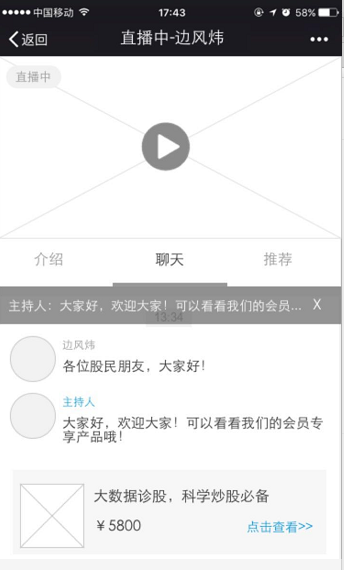 中国移动 17:43 58%
返回 直播中-边风炜
直播中
介绍 聊天 推荐
主持人：大家好，欢迎大家！可以看看我们的会员... X
13:34
边风炜
各位股民朋友，大家好！
主持人
大家好，欢迎大家！可以看看我们的会员专
享产品哦！
大数据诊股，科学炒股必备
￥5800 点击查看>>